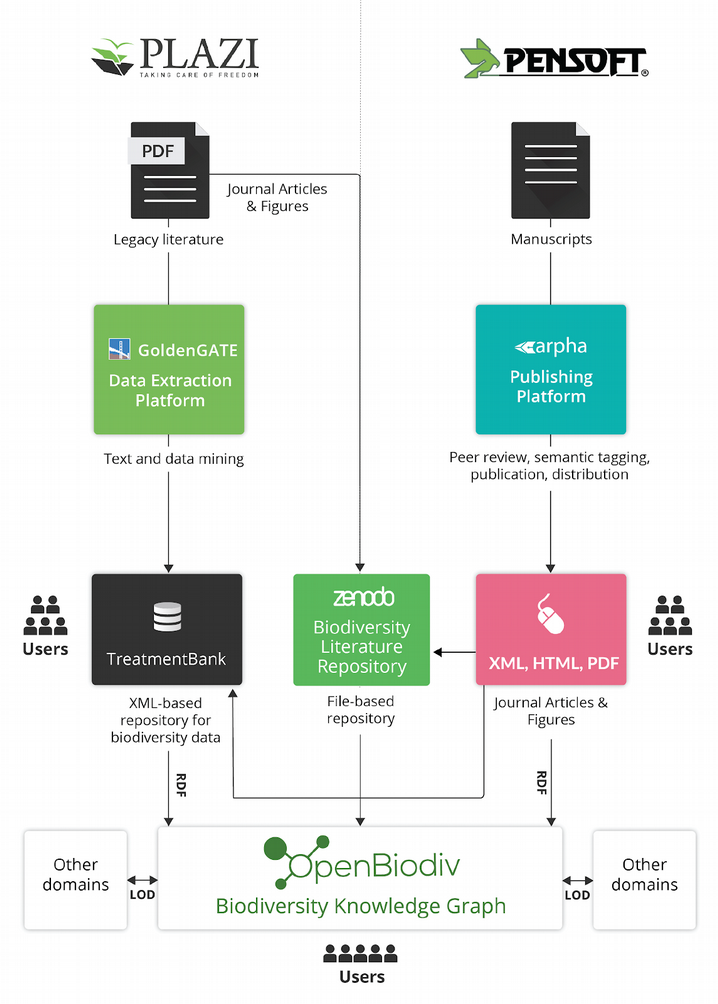 PLAZI
TAKING CARE OF FREEDOM
PENSOFT®
PDF
Journal Articles
& Figures
Legacy literature
Manuscripts
GoldenGATE
Data Extraction
Platform
arpha
Publishing
Platform
Text and data mining
Peer review, semantic tagging,
publication, distribution
Users
TreatmentBank
zenodo
Biodiversity
Literature
Repository
XML, HTML, PDF
Users
XML-based
repository for
biodiversity data
File-based
repository
Journal Articles &
Figures
RDF
RDF
Other
domains
LOD
OpenBiodiv
Biodiversity Knowledge Graph
LOD
Other
domains
Users